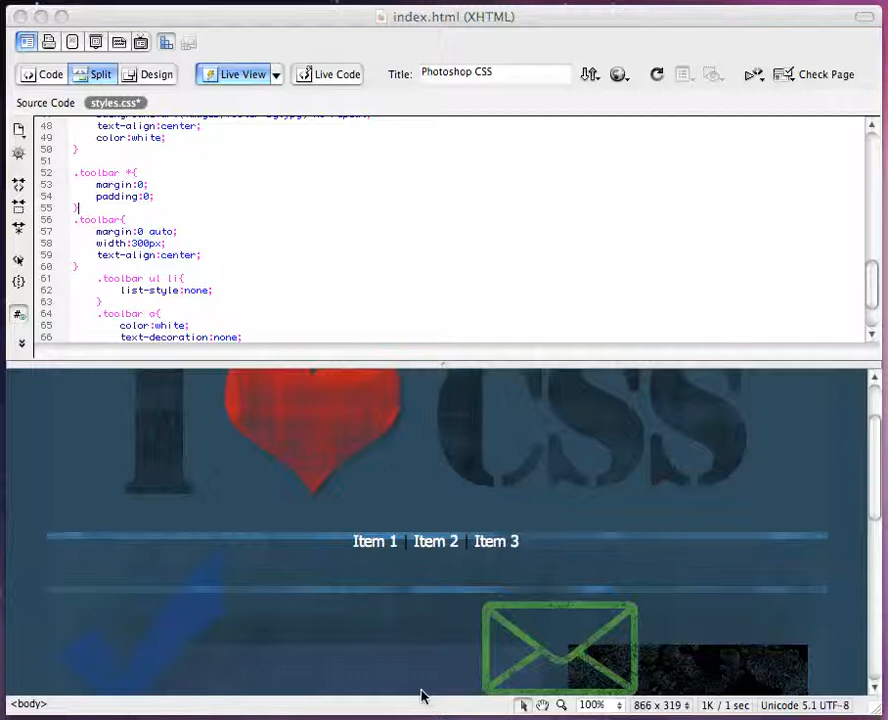 index.html (XHTML)
Code Split Design Live View Live Code Title: Photoshop CSS Check Page
Source Code styles.css*
48 text-align:center;
49 color:white;
50 }
51
52 .toolbar *{
53 margin:0;
54 padding:0;
55 }
56 .toolbar{
57 margin:0 auto;
58 width:300px;
59 text-align:center;
60 }
61 .toolbar ul li{
62 list-style:none;
63 }
64 .toolbar a{
65 color:white;
66 text-decoration:none;
I CSS
Item 1 | Item 2 | Item 3
<body> 100% 866 x 319 1K / 1 sec Unicode 5.1 UTF-8